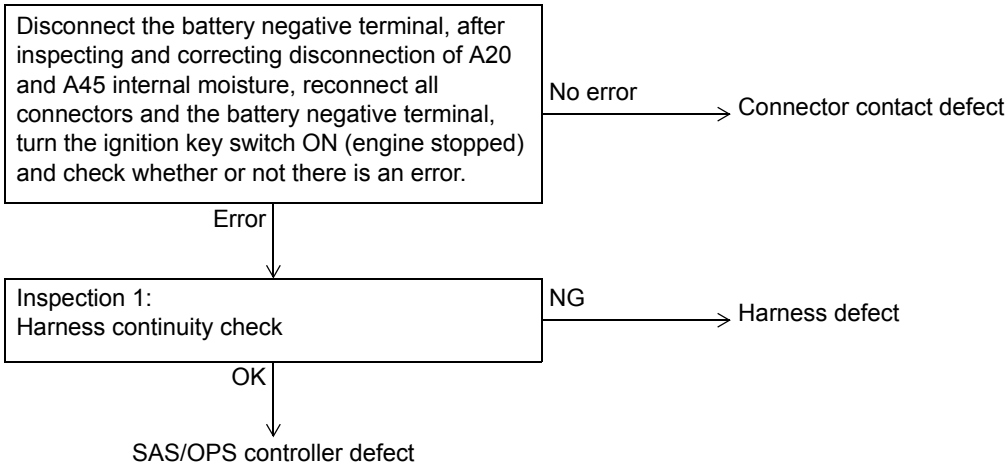 Disconnect the battery negative terminal, after
inspecting and correcting disconnection of A20
and A45 internal moisture, reconnect all
connectors and the battery negative terminal,
turn the ignition key switch ON (engine stopped)
and check whether or not there is an error.
No error
Connector contact defect
Error
Inspection 1:
Harness continuity check
NG
Harness defect
OK
SAS/OPS controller defect